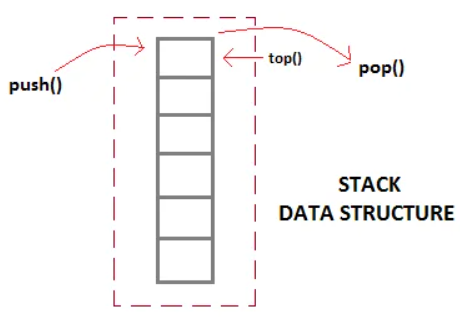 push()
top()
pop()
STACK
DATA STRUCTURE